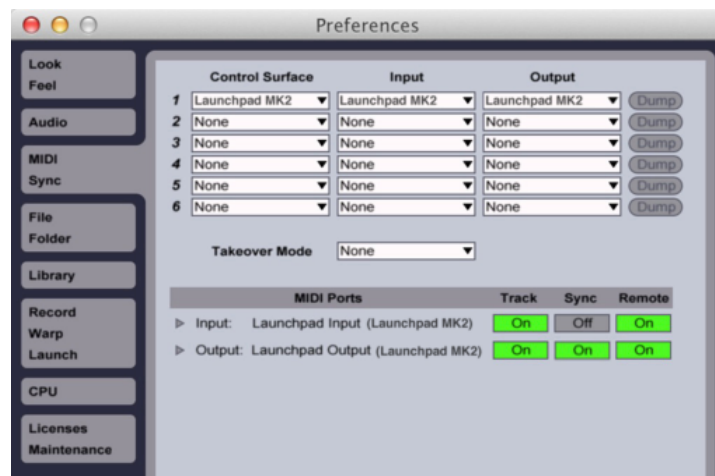 Preferences
Look
Feel
Audio
MIDI
Sync
File
Folder
Library
Record
Warp
Launch
CPU
Licenses
Maintenance
Control Surface Input Output
1 Launchpad MK2 Launchpad MK2 Launchpad MK2 Dump
2 None None None Dump
3 None None None Dump
4 None None None Dump
5 None None None Dump
6 None None None Dump
Takeover Mode None
MIDI Ports Track Sync Remote
Input: Launchpad Input (Launchpad MK2) On Off On
Output: Launchpad Output (Launchpad MK2) On On On